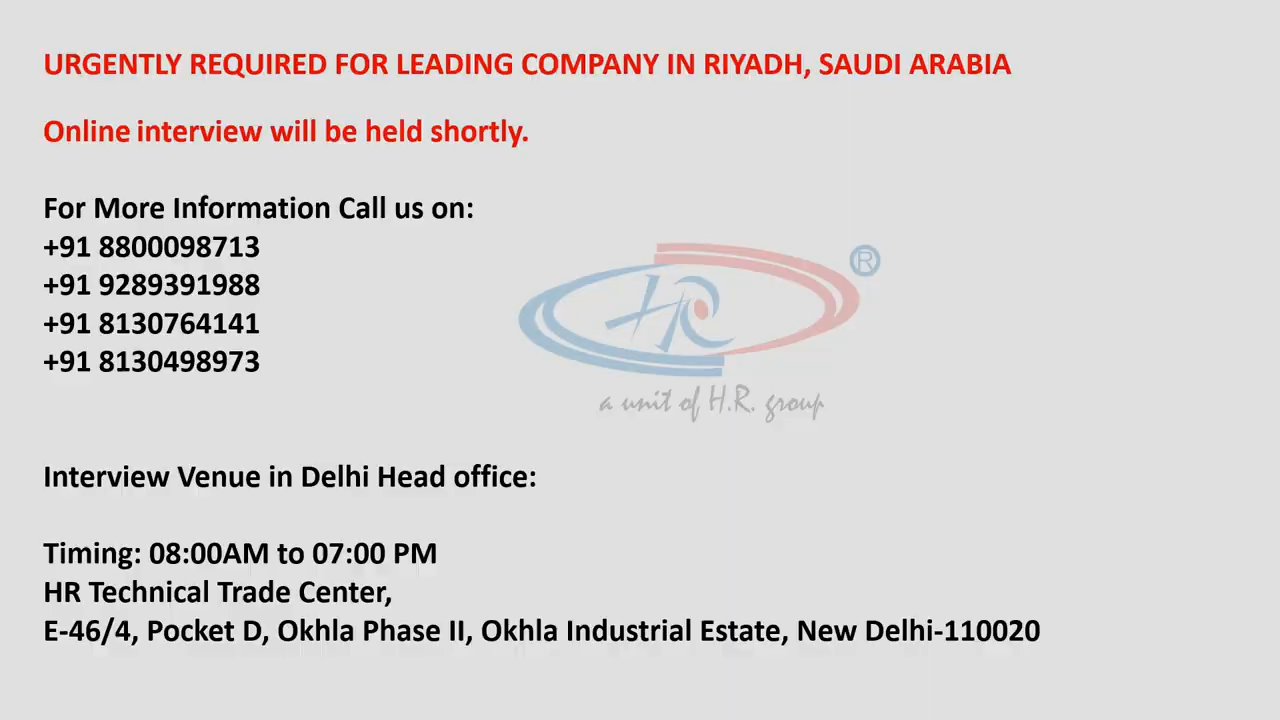 URGENTLY REQUIRED FOR LEADING COMPANY IN RIYADH, SAUDI ARABIA
Online interview will be held shortly.
For More Information Call us on:
+91 8800098713
+91 9289391988
+91 8130764141
+91 8130498973
HR
®
a unit of H.R. group
Interview Venue in Delhi Head office:
Timing: 08:00AM to 07:00 PM
HR Technical Trade Center,
E-46/4, Pocket D, Okhla Phase II, Okhla Industrial Estate, New Delhi-110020